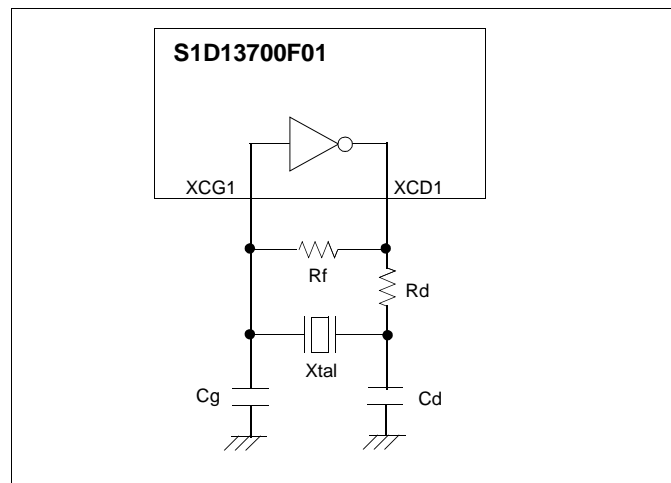 S1D13700F01
XCG1
XCD1
Rf
Rd
Xtal
Cg
Cd